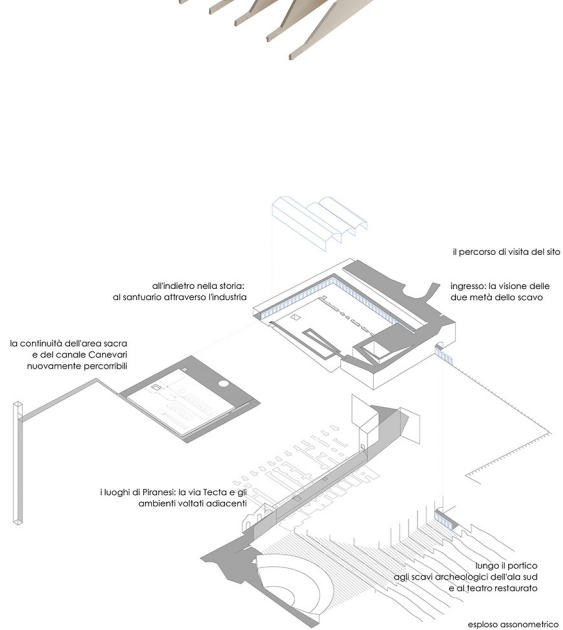 il percorso di visita del sito
all'indietro nella storia:
al santuario attraverso l'industria
ingresso: la visione delle
due metà dello scavo
la continuità dell'area sacra
e del canale Canevari
nuovamente percorribili
i luoghi di Piranesi: la via Tecta e gli
ambienti voltati adiacenti
lungo il portico
agli scavi archeologici dell'ala sud
e al teatro restaurato
esploso assonometrico